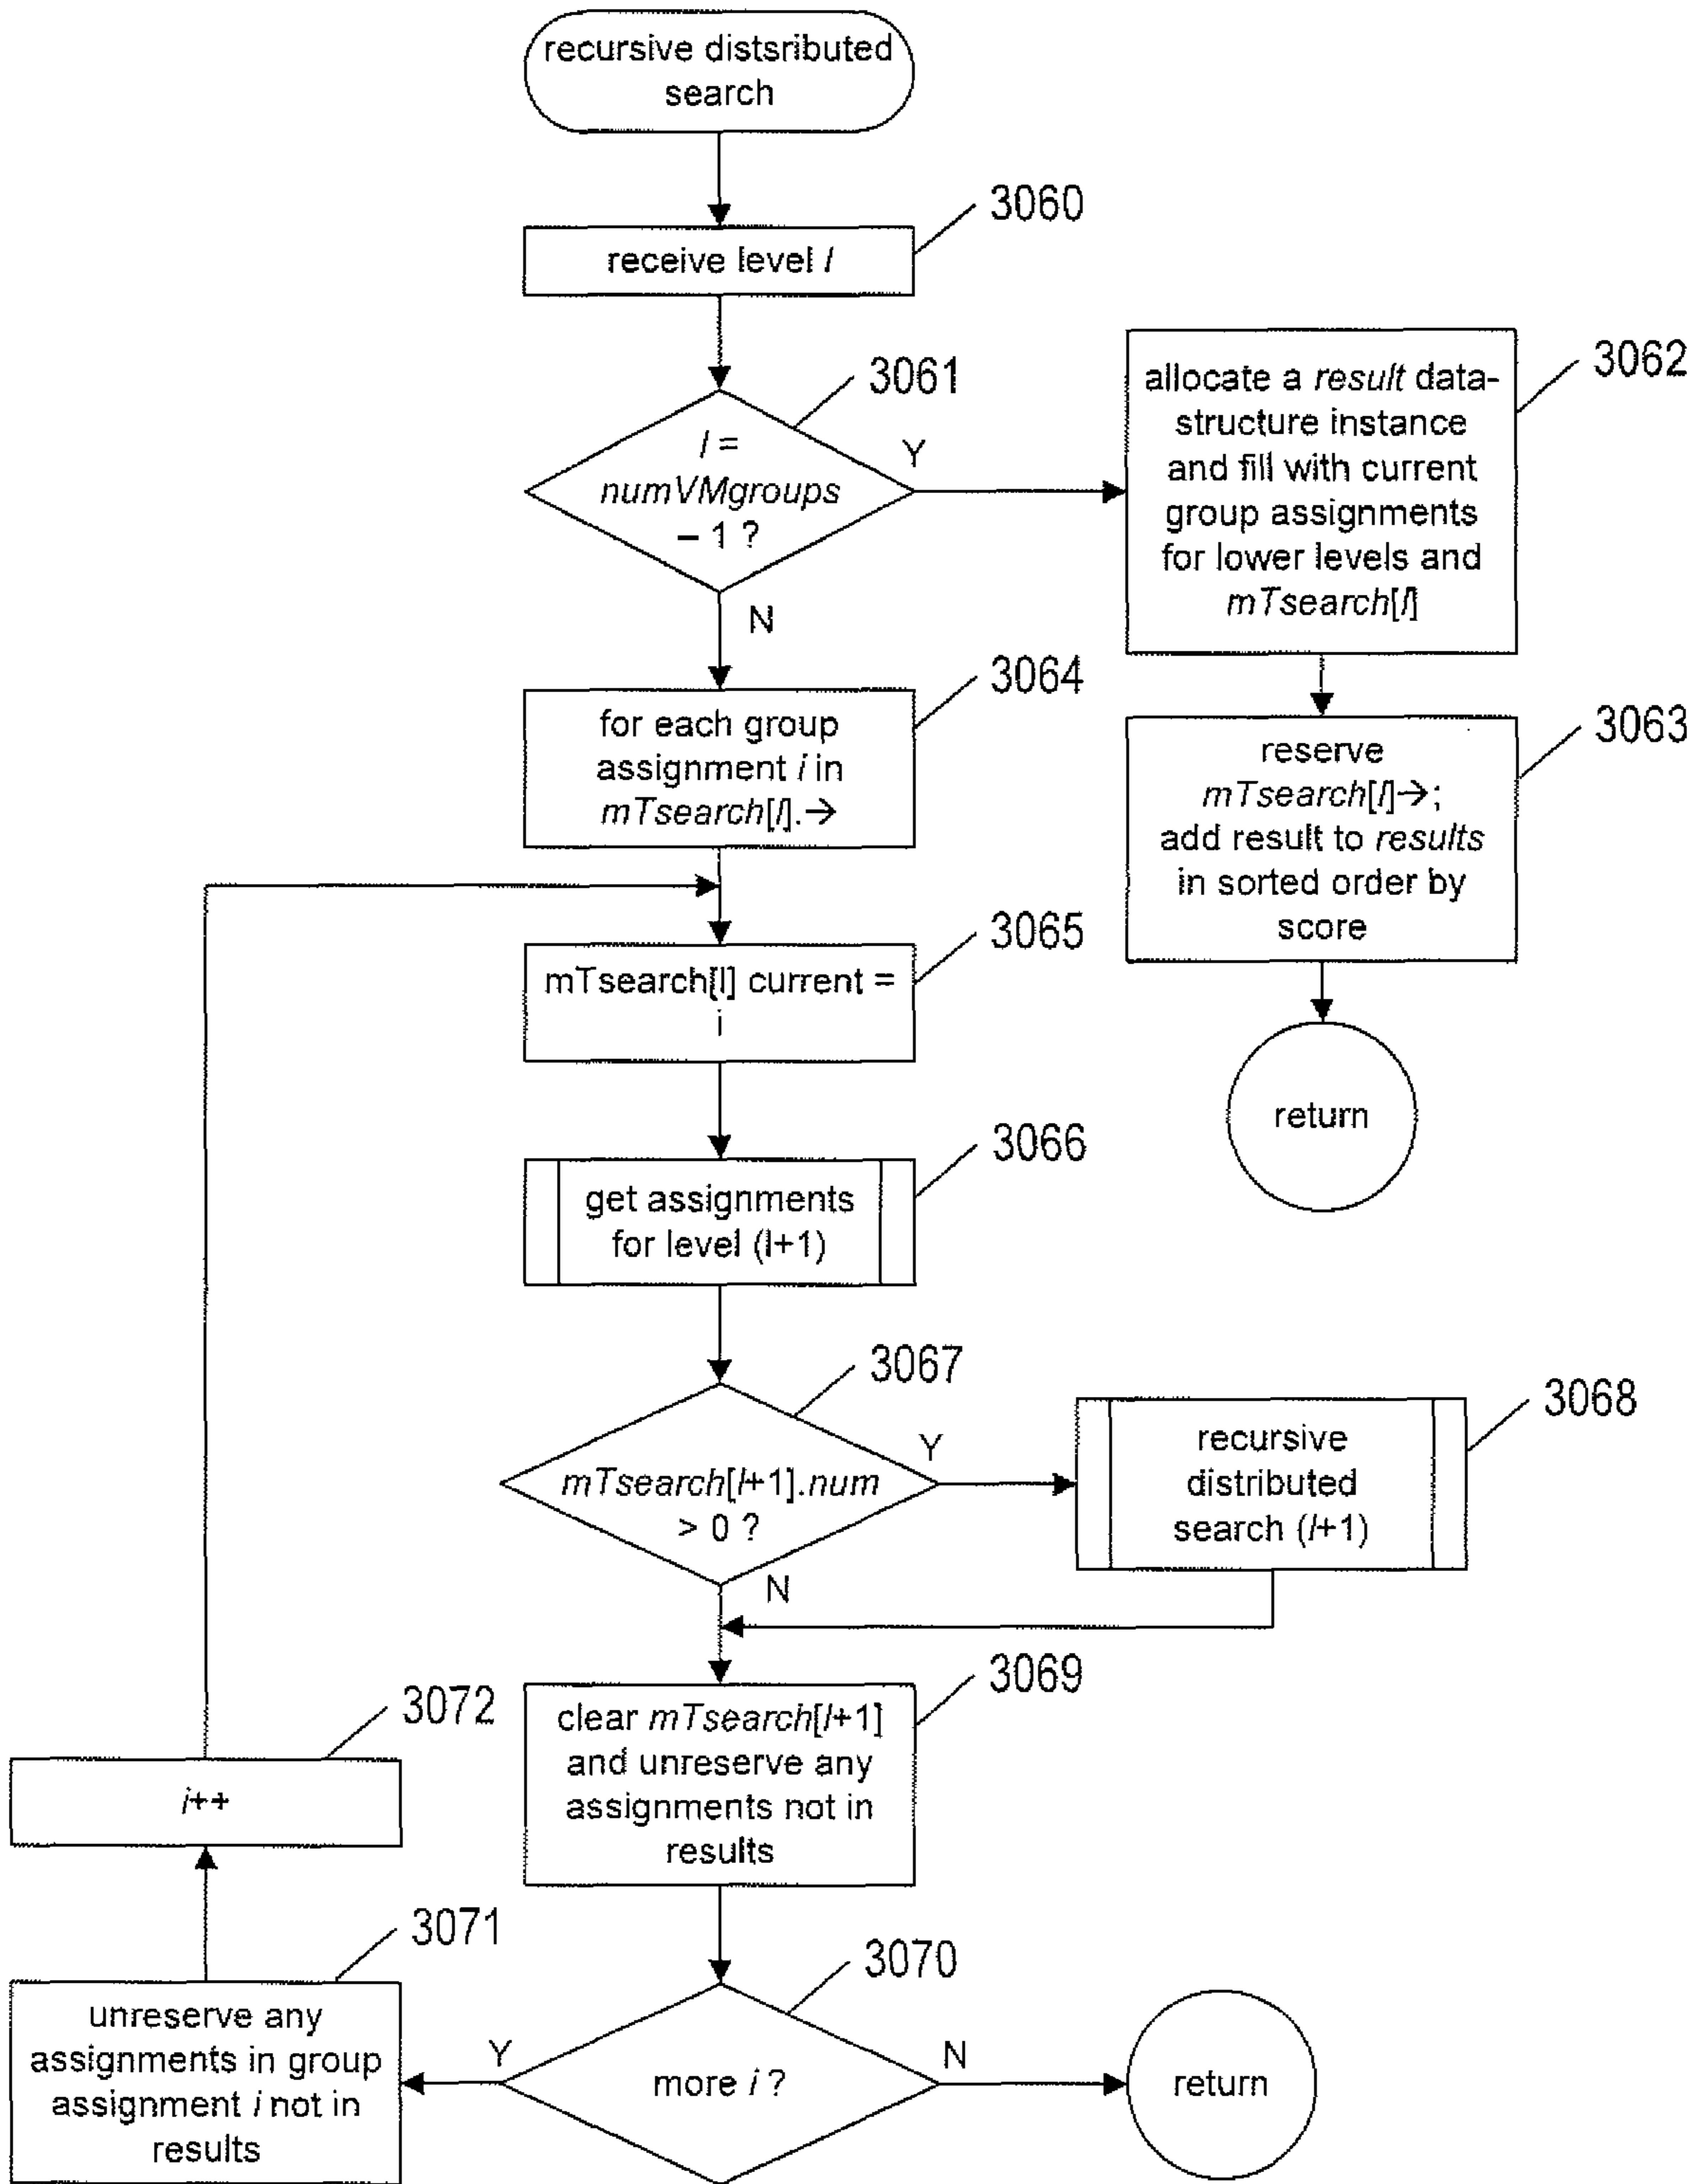 recursive distsributed
search
3060
receive level l
3061
l =
numVMgroups
– 1 ?
Y
N
3062
allocate a result data-
structure instance
and fill with current
group assignments
for lower levels and
mTsearch[l]
3063
reserve
mTsearch[l]→;
add result to results
in sorted order by
score
return
3064
for each group
assignment i in
mTsearch[l].→
3065
mTsearch[l] current =
i
3066
get assignments
for level (l+1)
3067
mTsearch[l+1].num
> 0 ?
Y
N
3068
recursive
distributed
search (l+1)
3069
clear mTsearch[l+1]
and unreserve any
assignments not in
results
3070
more i ?
Y
N
return
3071
unreserve any
assignments in group
assignment i not in
results
3072
i++